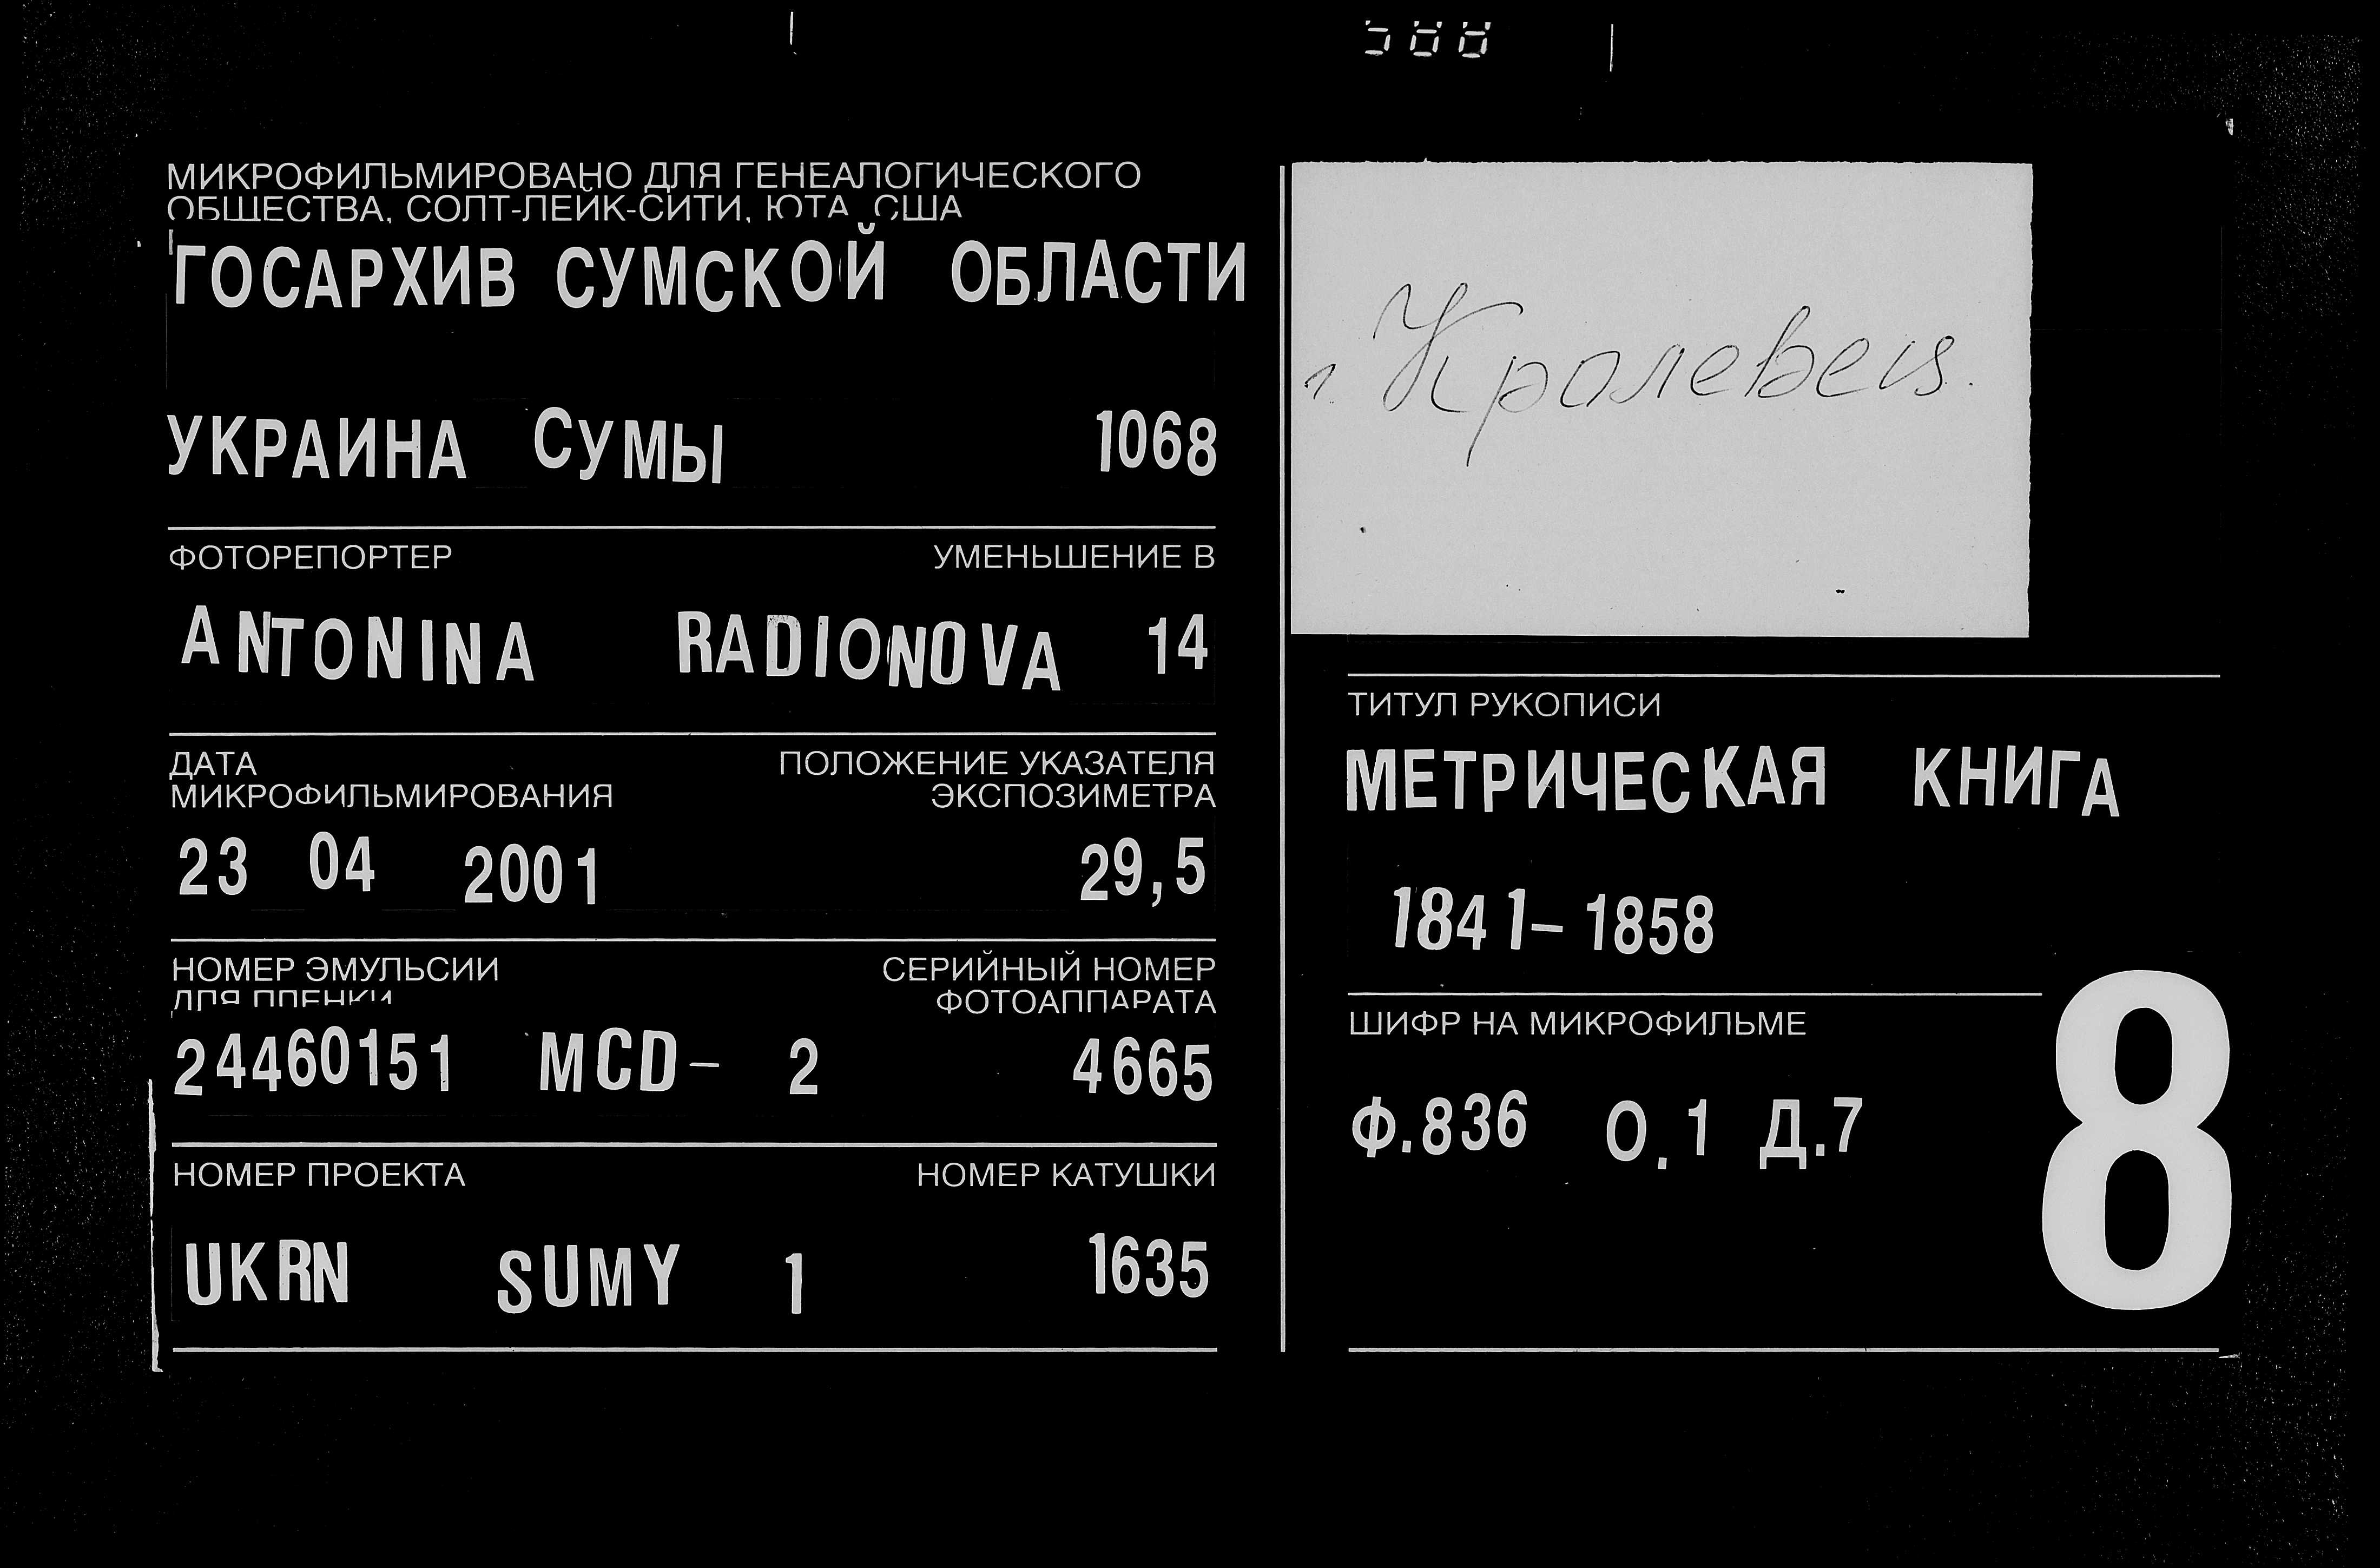 МИКРОФИЛЬМИРОВАНО ДЛЯ ГЕНЕАЛОГИЧЕСКОГО
ОБЩЕСТВА, СОЛТ-ЛЕЙК-СИТИ, ЮТА, США
ГОСАРХИВ СУМСКОЙ ОБЛАСТИ
УКРАИНА СУМЫ 1068
ФОТОРЕПОРТЕР УМЕНЬШЕНИЕ В
ANTONINA RADIONOVA 14
ДАТА ПОЛОЖЕНИЕ УКАЗАТЕЛЯ
МИКРОФИЛЬМИРОВАНИЯ ЭКСПОЗИМЕТРА
23 04 2001 29,5
НОМЕР ЭМУЛЬСИИ СЕРИЙНЫЙ НОМЕР
ДЛЯ ПЛЕНКИ ФОТОАППАРАТА
24460151 MCD- 2 4665
НОМЕР ПРОЕКТА НОМЕР КАТУШКИ
UKRN SUMY 1 1635
г. Кролевец.
ТИТУЛ РУКОПИСИ
МЕТРИЧЕСКАЯ КНИГА
1841-1858
ШИФР НА МИКРОФИЛЬМЕ
Ф.836 О.1 Д.7
8